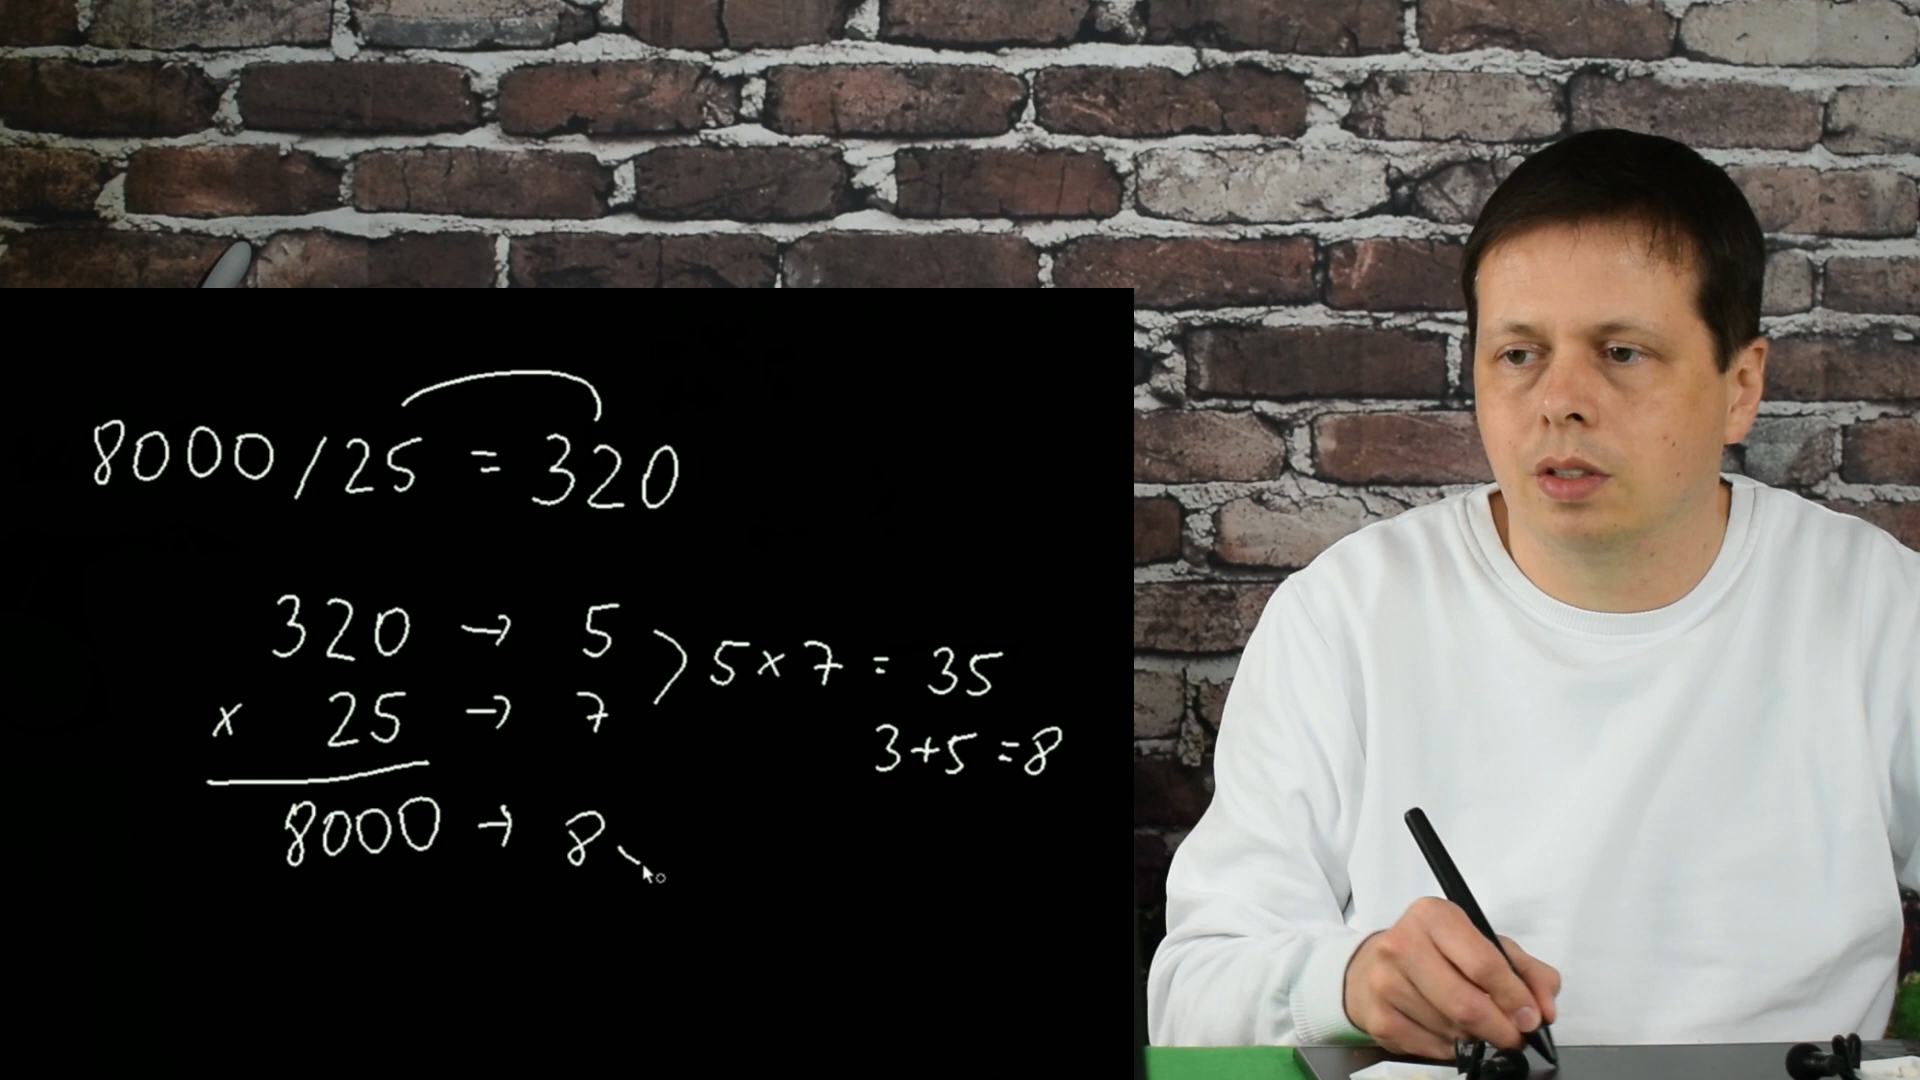 8000/25 = 320
320 → 5
5 x 7 = 35
x 25 → 7
3+5 = 8
8000 → 8